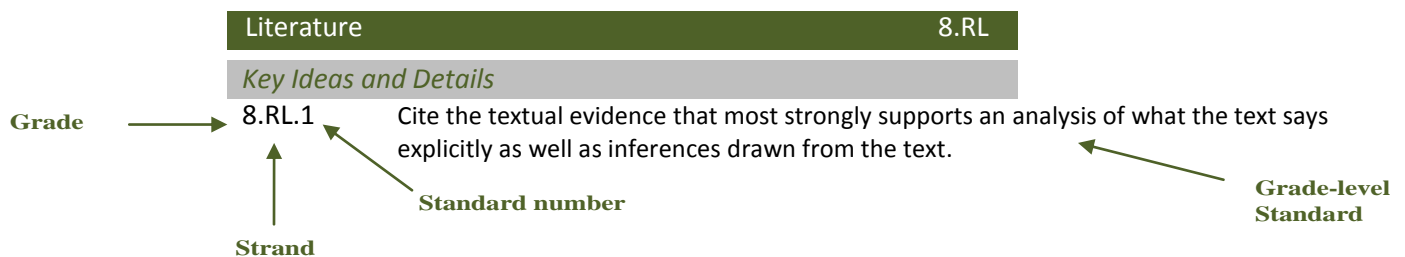 Literature 8.RL
Key Ideas and Details
Grade 8.RL.1 Cite the textual evidence that most strongly supports an analysis of what the text says
explicitly as well as inferences drawn from the text.
Standard number
Grade-level
Standard
Strand